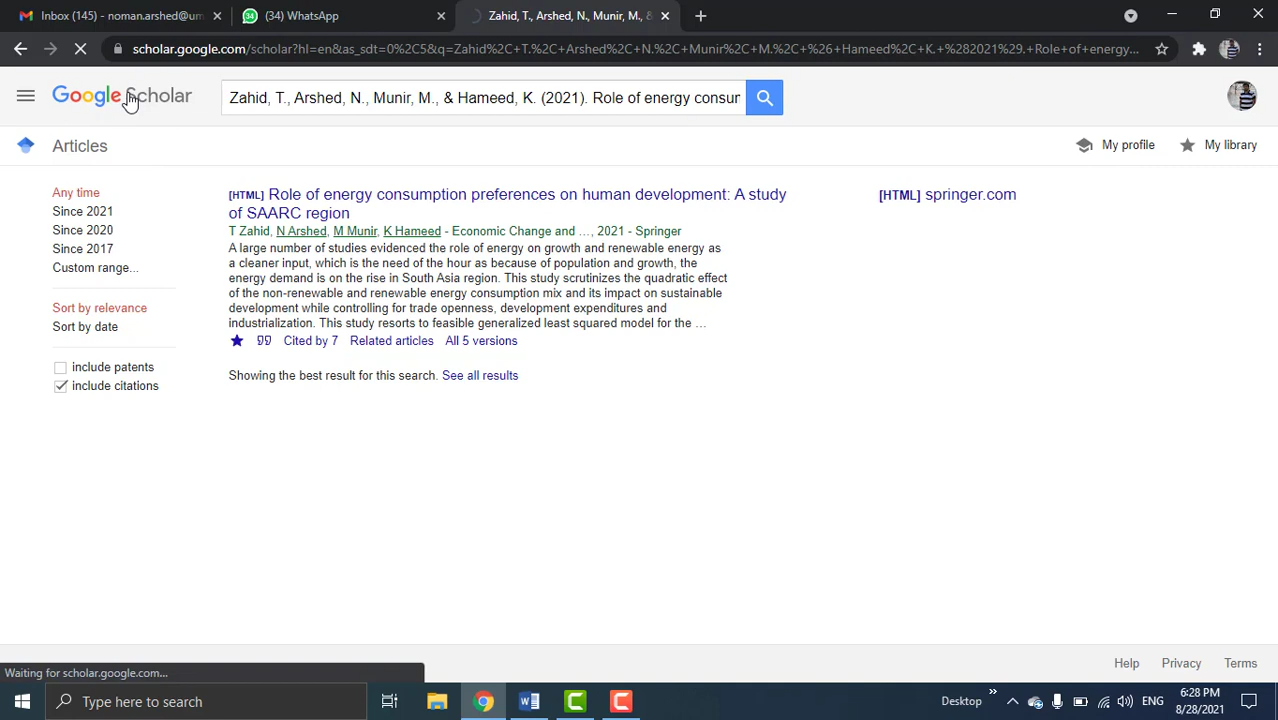 Inbox (145) - noman.arshed@um
(34) WhatsApp
Zahid, T., Arshed, N., Munir, M., &
scholar.google.com/scholar?hl=en&as_sdt=0%2C5&q=Zahid%2C+T.%2C+Arshed%2C+N.%2C+Munir%2C+M.%2C+%26+Hameed%2C+K.+%282021%29.+Role+of+energy...
Google Scholar
Zahid, T., Arshed, N., Munir, M., & Hameed, K. (2021). Role of energy consur
Articles
My profile
My library
Any time
Since 2021
Since 2020
Since 2017
Custom range...
Sort by relevance
Sort by date
include patents
include citations
[HTML] Role of energy consumption preferences on human development: A study
of SAARC region
T Zahid, N Arshed, M Munir, K Hameed - Economic Change and …, 2021 - Springer
A large number of studies evidenced the role of energy on growth and renewable energy as
a cleaner input, which is the need of the hour as because of population and growth, the
energy demand is on the rise in South Asia region. This study scrutinizes the quadratic effect
of the non-renewable and renewable energy consumption mix and its impact on sustainable
development while controlling for trade openness, development expenditures and
industrialization. This study resorts to feasible generalized least squared model for the …
Cited by 7 Related articles All 5 versions
[HTML] springer.com
Showing the best result for this search. See all results
Help Privacy Terms
Waiting for scholar.google.com...
Type here to search
Desktop
ENG
6:28 PM
8/28/2021